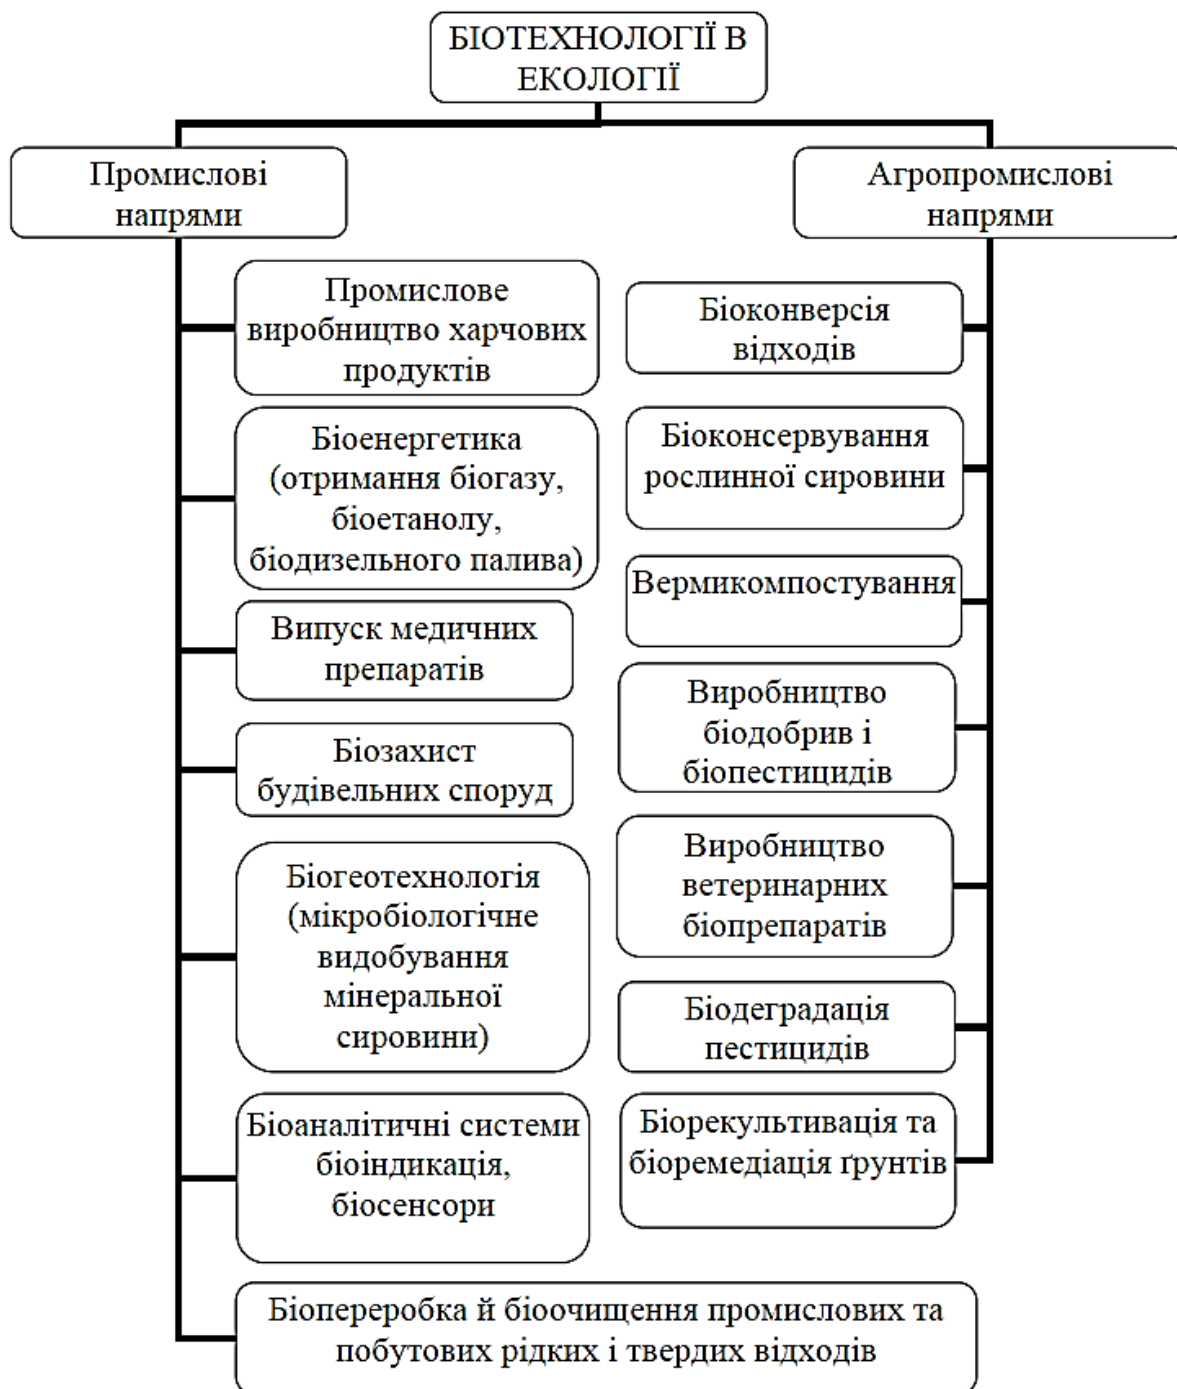 БІОТЕХНОЛОГІЇ В
ЕКОЛОГІЇ
Промислові
напрями
Агропромислові
напрями
Промислове
виробництво харчових
продуктів
Біоенергетика
(отримання біогазу,
біоетанолу,
біодизельного палива)
Випуск медичних
препаратів
Біозахист
будівельних споруд
Біогеотехнологія
(мікробіологічне
видобування
мінеральної
сировини)
Біоаналітичні системи
біоіндикація,
біосенсори
Біопереробка й біоочищення промислових та
побутових рідких і твердих відходів
Біоконверсія
відходів
Біоконсервування
рослинної сировини
Вермикомпостування
Виробництво
біодобрив і
біопестицидів
Виробництво
ветеринарних
біопрепаратів
Біодеградація
пестицидів
Біорекультивація та
біоремедіація ґрунтів